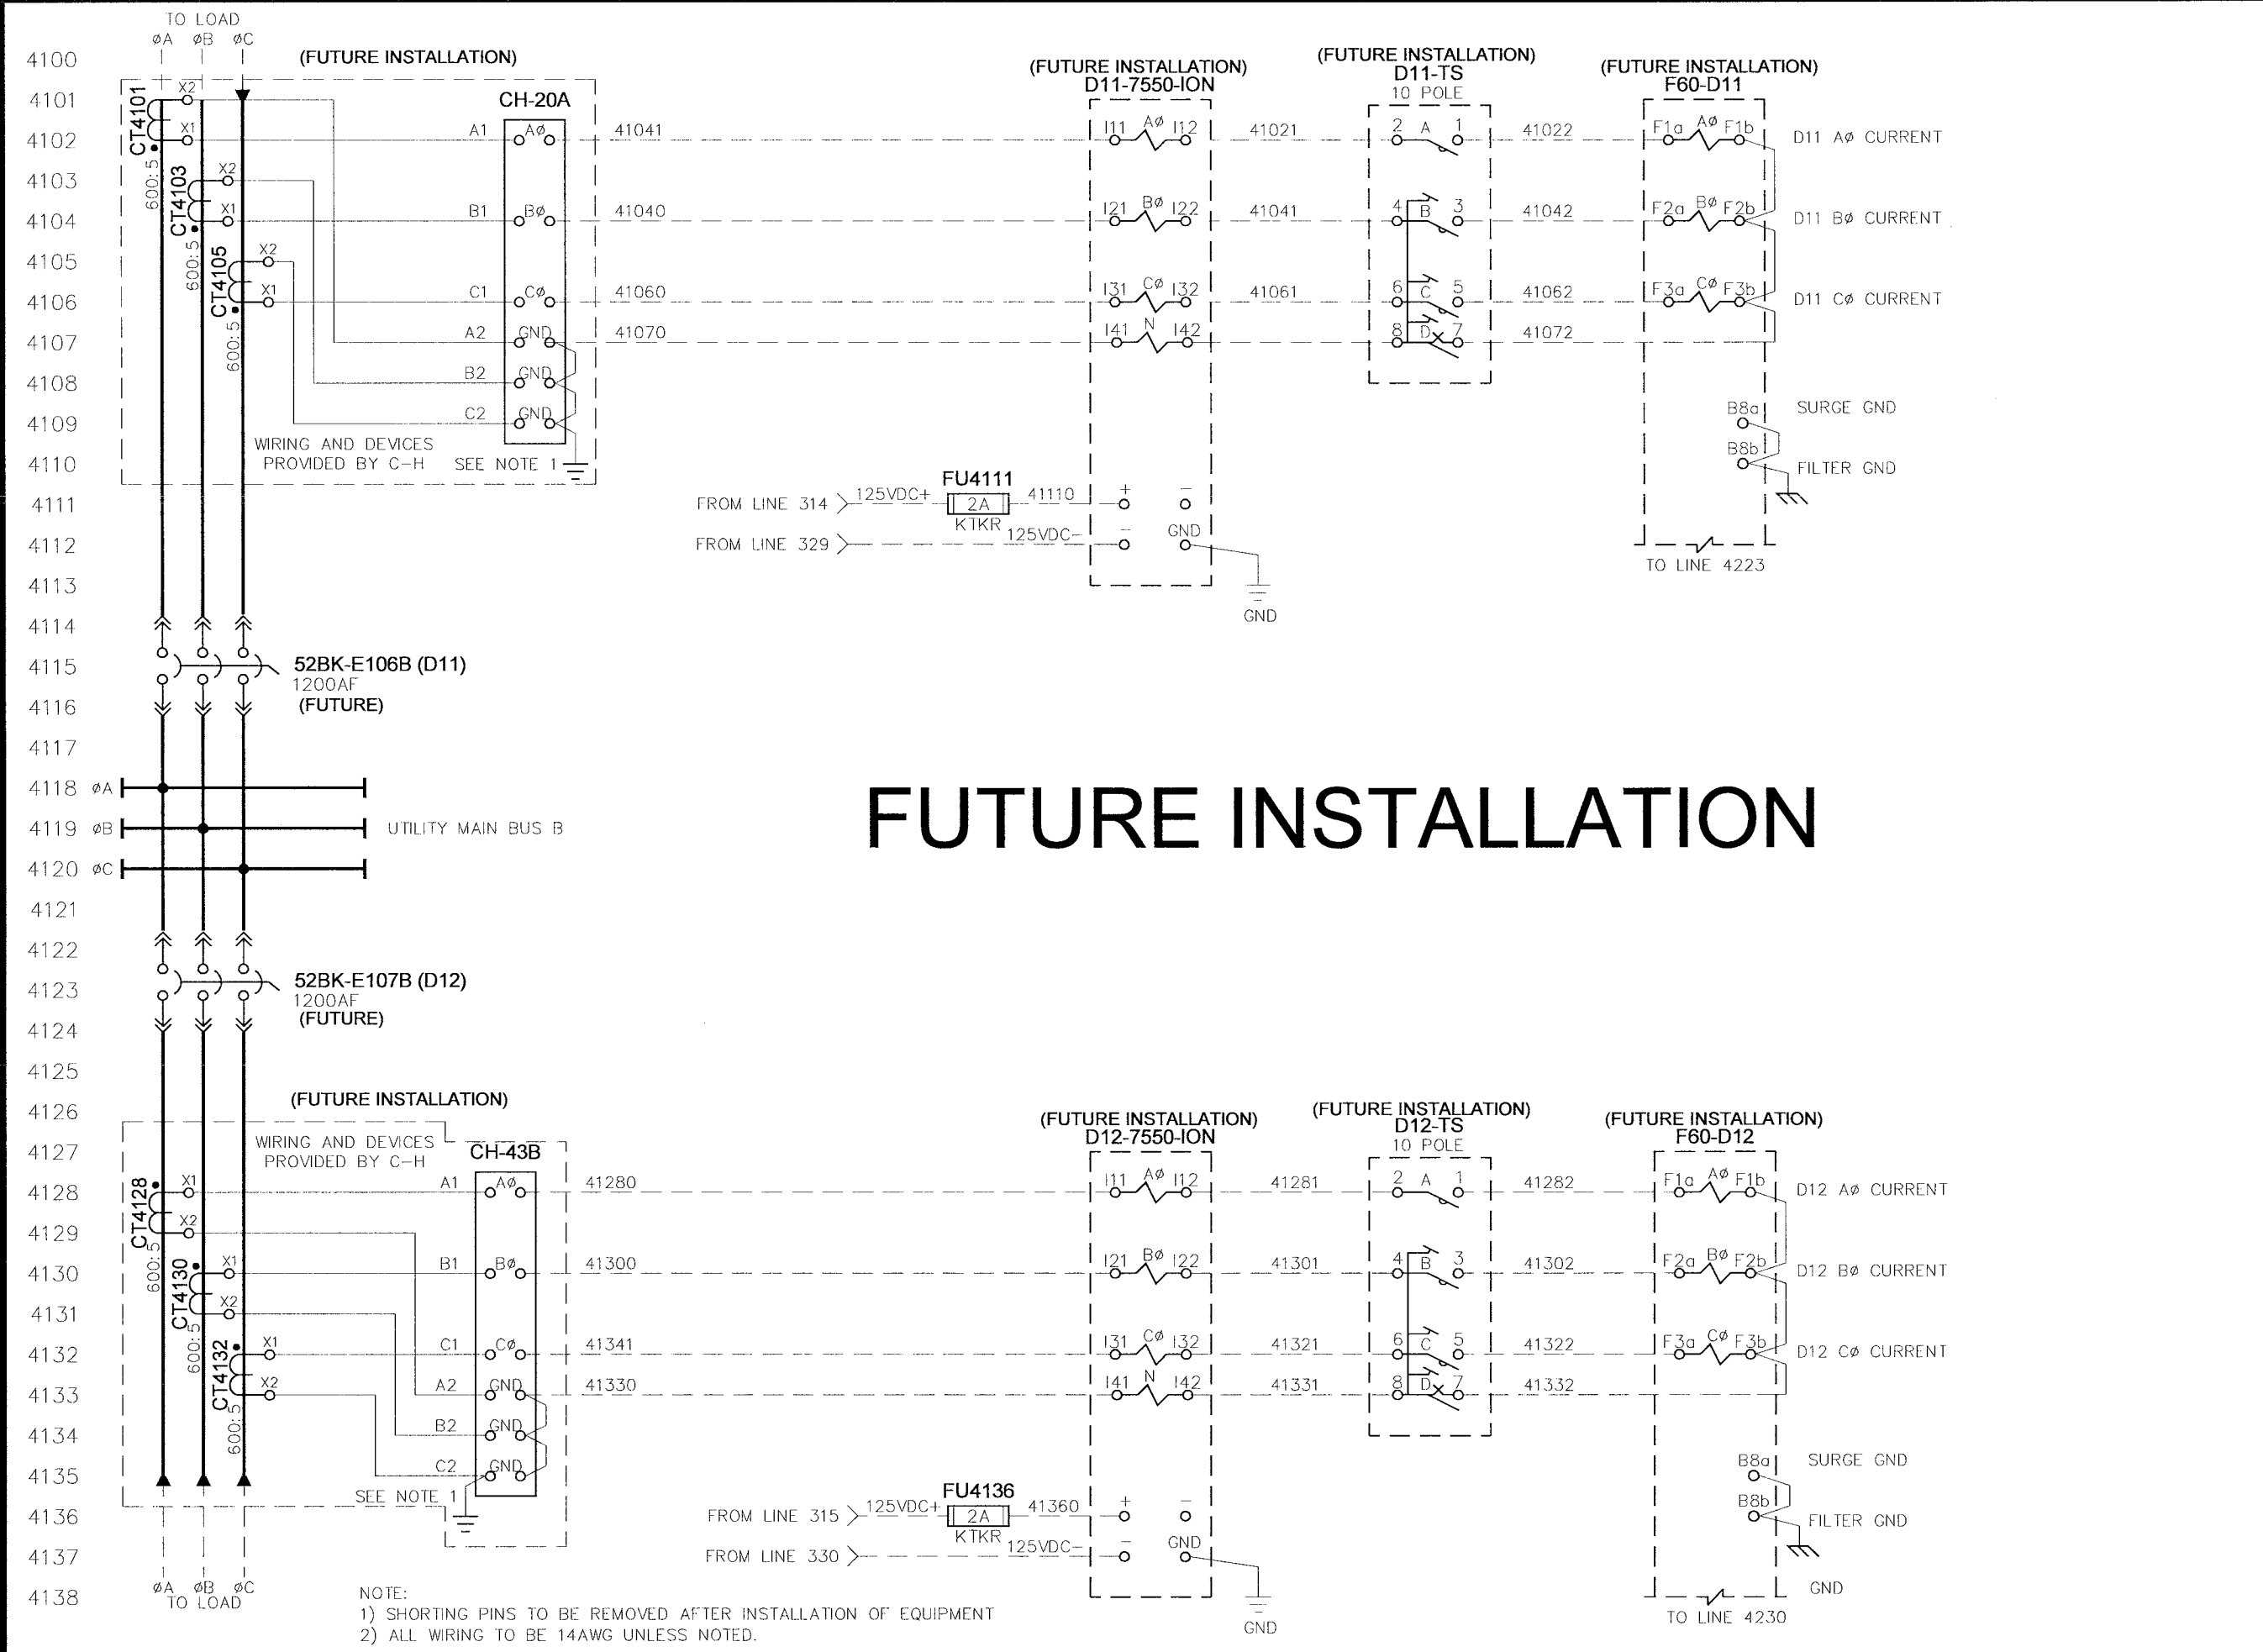 TO LOAD
øA øB øC
4100
4101
4102
4103
4104
4105
4106
4107
4108
4109
4110
4111
4112
4113
4114
4115
4116
4117
4118
4119
4120
4121
4122
4123
4124
4125
4126
4127
4128
4129
4130
4131
4132
4133
4134
4135
4136
4137
4138
(FUTURE INSTALLATION)
CT4101
600:5
X2
X1
CT4103
600:5
X2
X1
CT4105
600:5
X2
X1
CH-20A
A1 Aø 41041
B1 Bø 41040
C1 Cø 41060
A2 GND 41070
B2 GND
C2 GND
WIRING AND DEVICES
PROVIDED BY C-H
SEE NOTE 1
(FUTURE INSTALLATION)
D11-7550-ION
I11 Aø I12 41021
I21 Bø I22 41041
I31 Cø I32 41061
I41 N I42
FROM LINE 314 125VDC+ FU4111 2A KTKR 41110 + -
FROM LINE 329 125VDC- - GND
GND
(FUTURE INSTALLATION)
D11-TS
10 POLE
2 A 1 41022
4 B 3 41042
6 C 5 41062
8 D 7 41072
(FUTURE INSTALLATION)
F60-D11
F1a Aø F1b D11 Aø CURRENT
F2a Bø F2b D11 Bø CURRENT
F3a Cø F3b D11 Cø CURRENT
B8a SURGE GND
B8b FILTER GND
TO LINE 4223
52BK-E106B (D11)
1200AF
(FUTURE)
øA
øB UTILITY MAIN BUS B
øC
FUTURE INSTALLATION
52BK-E107B (D12)
1200AF
(FUTURE)
(FUTURE INSTALLATION)
WIRING AND DEVICES
PROVIDED BY C-H
CH-43B
CT4128
600:5
X1
X2
CT4130
600:5
X1
X2
CT4132
600:5
X1
X2
A1 Aø 41280
B1 Bø 41300
C1 Cø 41341
A2 GND 41330
B2 GND
C2 GND
SEE NOTE 1
(FUTURE INSTALLATION)
D12-7550-ION
I11 Aø I12 41281
I21 Bø I22 41301
I31 Cø I32 41321
I41 N I42 41331
FROM LINE 315 125VDC+ FU4136 2A KTKR 41360 + -
FROM LINE 330 125VDC- - GND
GND
(FUTURE INSTALLATION)
D12-TS
10 POLE
2 A 1 41282
4 B 3 41302
6 C 5 41322
8 D 7 41332
(FUTURE INSTALLATION)
F60-D12
F1a Aø F1b D12 Aø CURRENT
F2a Bø F2b D12 Bø CURRENT
F3a Cø F3b D12 Cø CURRENT
B8a SURGE GND
B8b FILTER GND
GND
TO LINE 4230
øA øB øC
TO LOAD
NOTE:
1) SHORTING PINS TO BE REMOVED AFTER INSTALLATION OF EQUIPMENT
2) ALL WIRING TO BE 14AWG UNLESS NOTED.